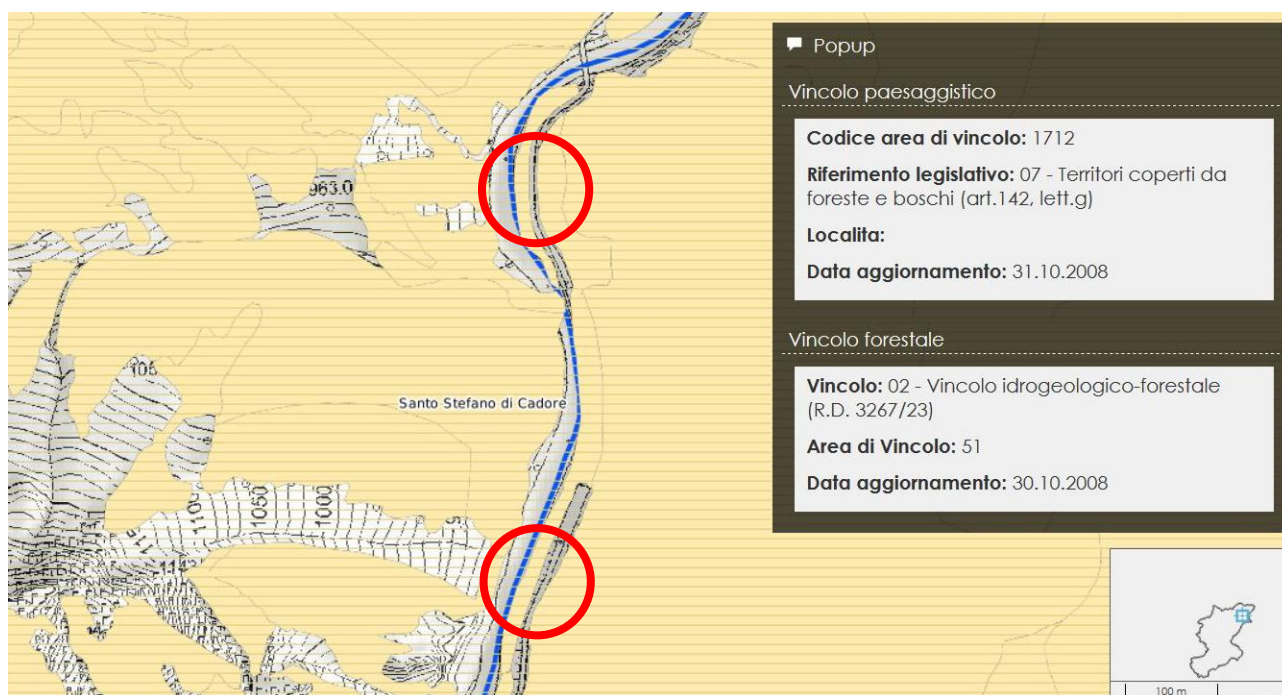 Popup
Vincolo paesaggistico
Codice area di vincolo: 1712
Riferimento legislativo: 07 - Territori coperti da
foreste e boschi (art.142, lett.g)
Localita:
Data aggiornamento: 31.10.2008
Vincolo forestale
Vincolo: 02 - Vincolo idrogeologico-forestale
(R.D. 3267/23)
Area di Vincolo: 51
Data aggiornamento: 30.10.2008
963.0
106
Santo Stefano di Cadore
1050
1000
100 m